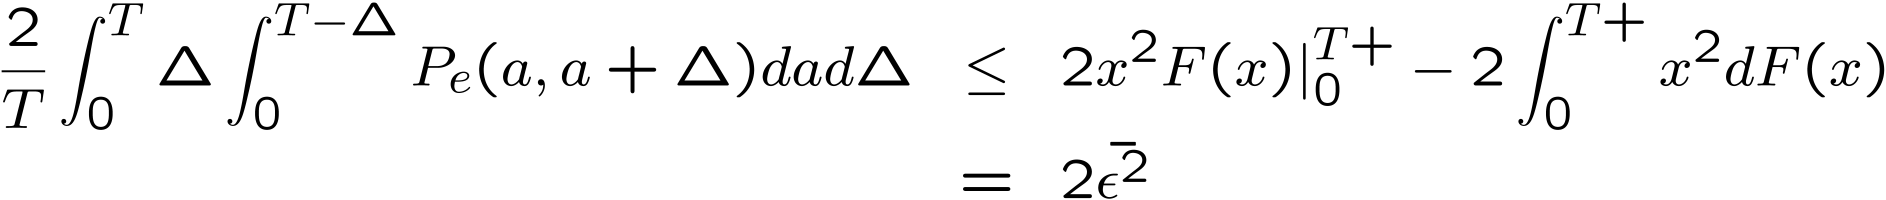 \frac{2}{T} \int_0^T \Delta \int_0^{T-\Delta} P_e(a, a + \Delta) da d\Delta \leq 2x^2 F(x)|_0^{T+} - 2 \int_0^{T+} x^2 dF(x)
= 2\bar{\epsilon^2}